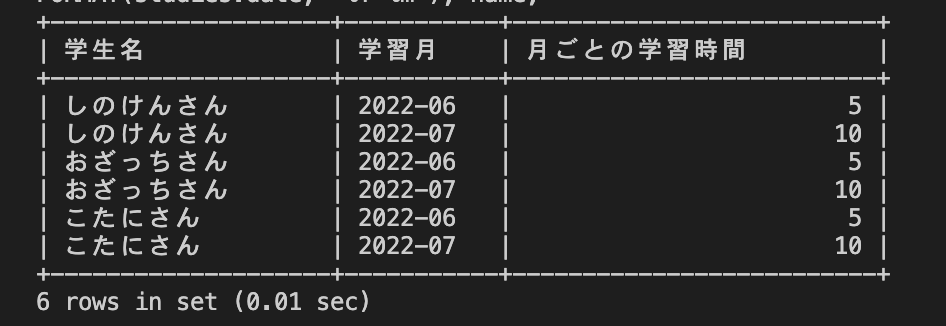 +--------------------+-----------+--------------------------+
| 学生名 | 学習月 | 月ごとの学習時間 |
+--------------------+-----------+--------------------------+
| しのけんさん | 2022-06 | 5 |
| しのけんさん | 2022-07 | 10 |
| おざっちさん | 2022-06 | 5 |
| おざっちさん | 2022-07 | 10 |
| こたにさん | 2022-06 | 5 |
| こたにさん | 2022-07 | 10 |
+--------------------+-----------+--------------------------+
6 rows in set (0.01 sec)